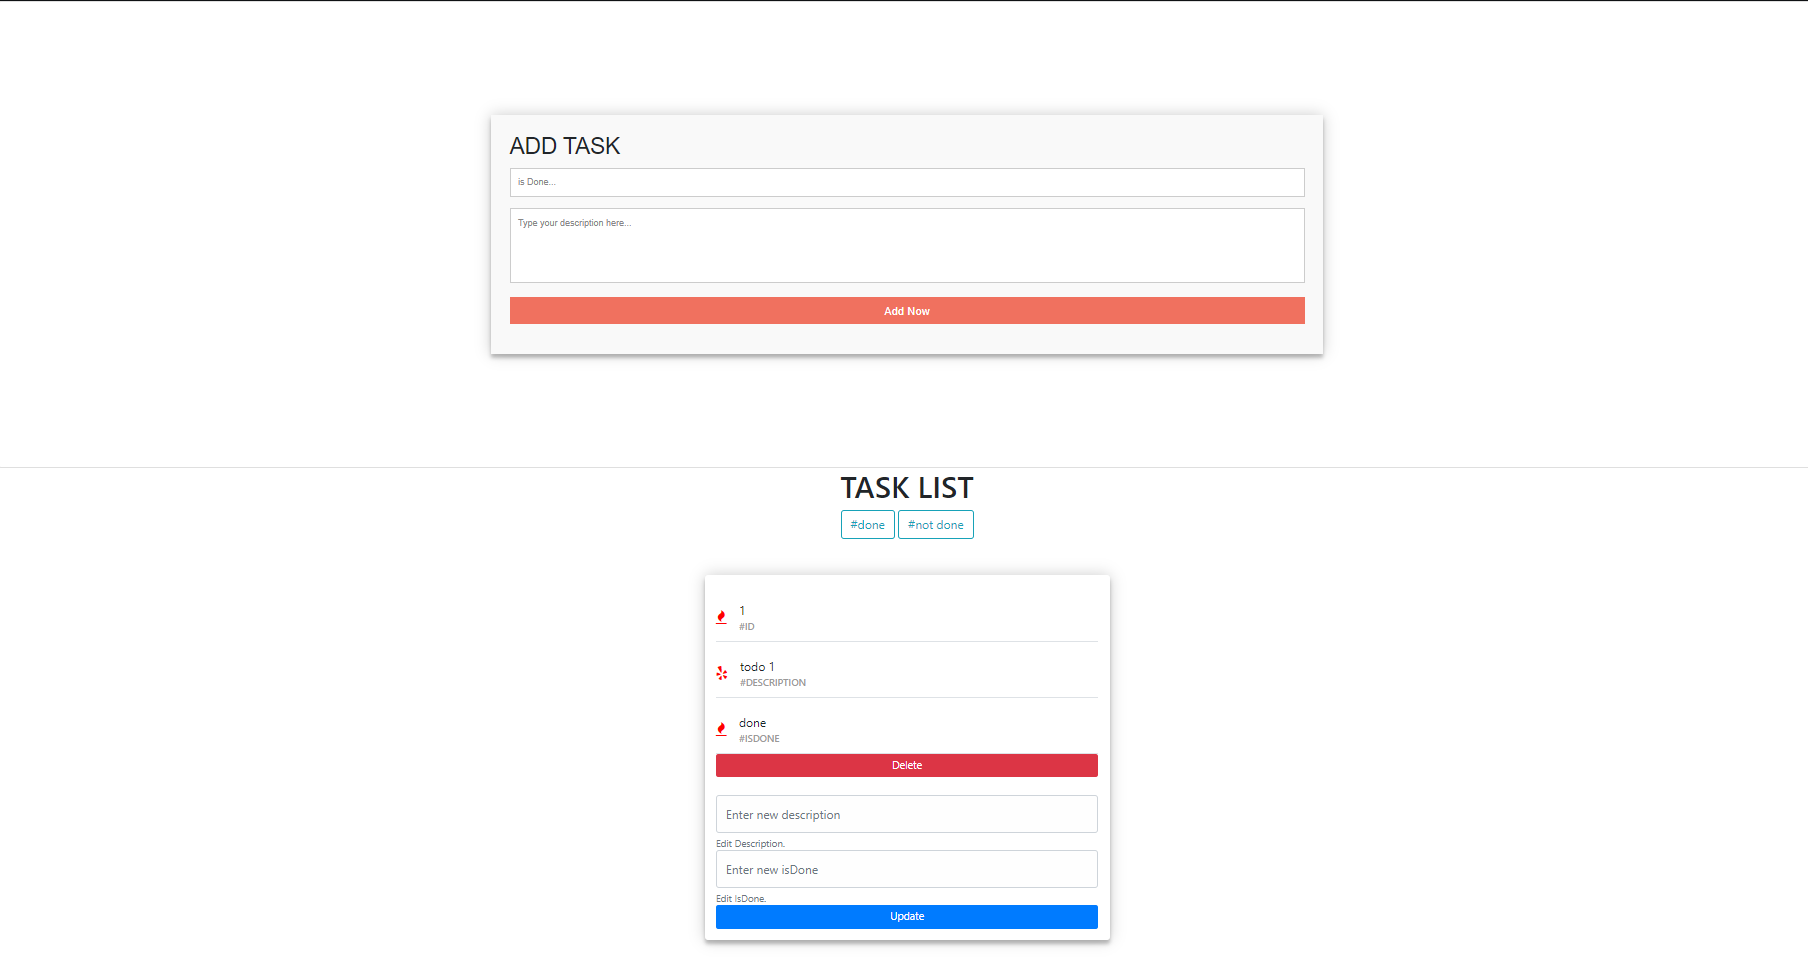 ADD TASK
is Done...
Type your description here...
Add Now
TASK LIST
#done #not done
1
#ID
todo 1
#DESCRIPTION
done
#ISDONE
Delete
Enter new description
Edit Description.
Enter new isDone
Edit IsDone.
Update